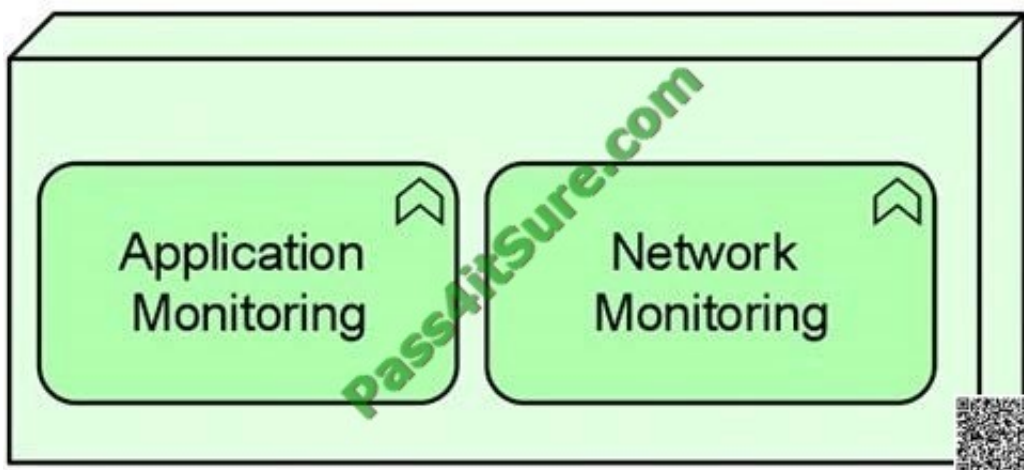 Application
Monitoring
Network
Monitoring
Pass4itSure.com